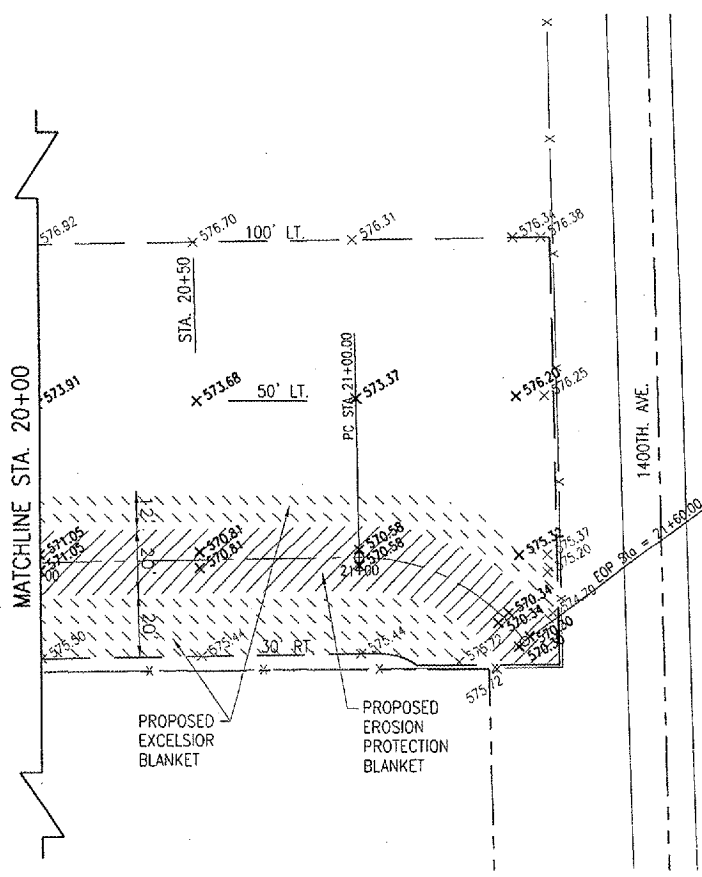 576.92
576.70
100' LT.
576.31
576.34
576.38
STA. 20+50
573.91
573.68
50' LT.
PC STA 21+00.00
573.37
576.20
576.25
MATCHLINE STA. 20+00
1400TH. AVE.
12'
20'
20'
571.05
571.05
00
570.81
570.81
570.58
570.58
21+00
575.37
575.20
EOP Sta = 21+60.00
570.34
570.34
575.30
575.44
30' RT.
575.44
575.72
PROPOSED
EXCELSIOR
BLANKET
PROPOSED
EROSION
PROTECTION
BLANKET